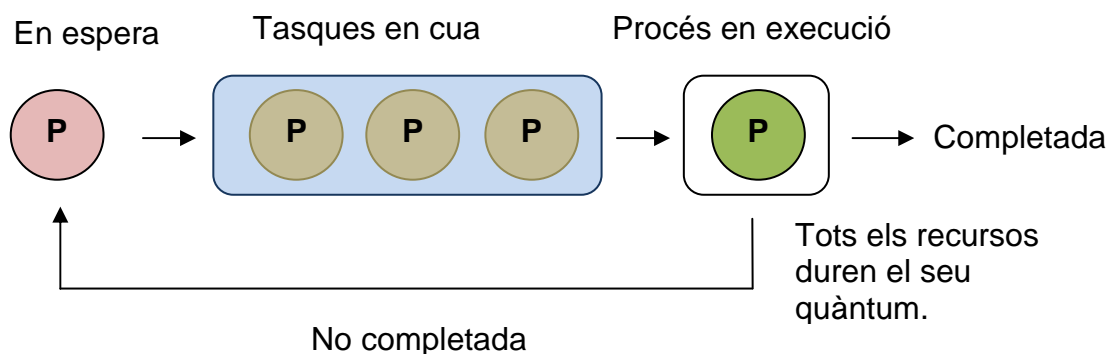 En espera
Tasques en cua
Procés en execució
P
P
P
P
P
Completada
Tots els recursos
duren el seu
quàntum.
No completada